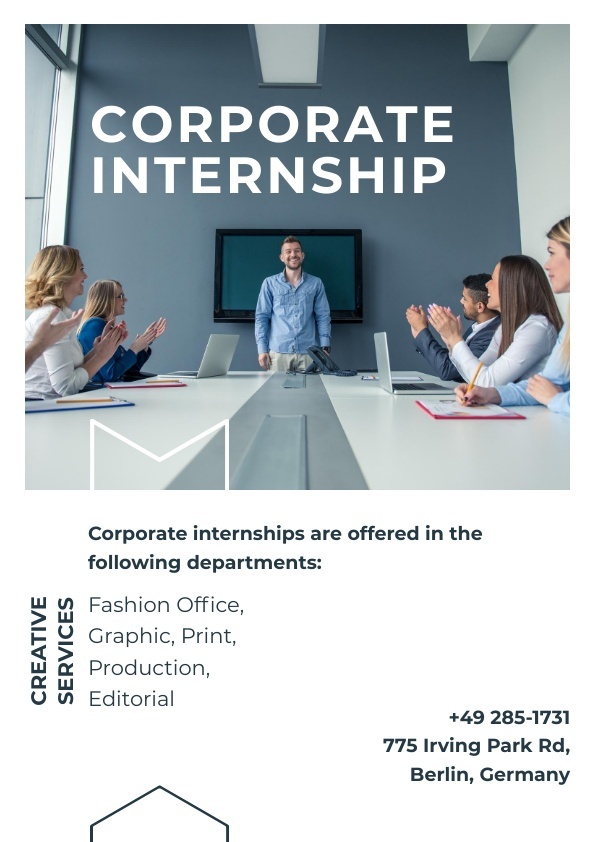 CORPORATE
INTERNSHIP
Corporate internships are offered in the
following departments:
CREATIVE
SERVICES
Fashion Office,
Graphic, Print,
Production,
Editorial
+49 285-1731
775 Irving Park Rd,
Berlin, Germany